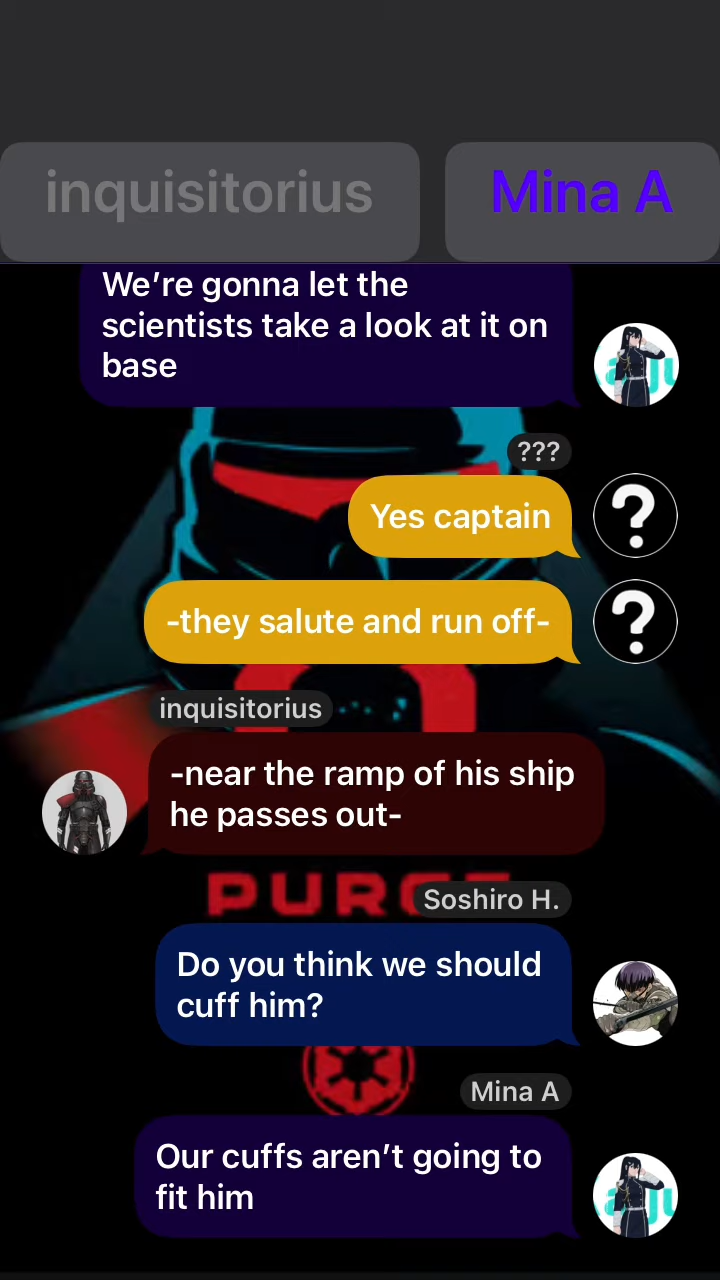 inquisitorius
Mina A
We’re gonna let the
scientists take a look at it on
base
???
Yes captain
-they salute and run off-
inquisitorius
-near the ramp of his ship
he passes out-
PURGE
Soshiro H.
Do you think we should
cuff him?
Mina A
Our cuffs aren’t going to
fit him